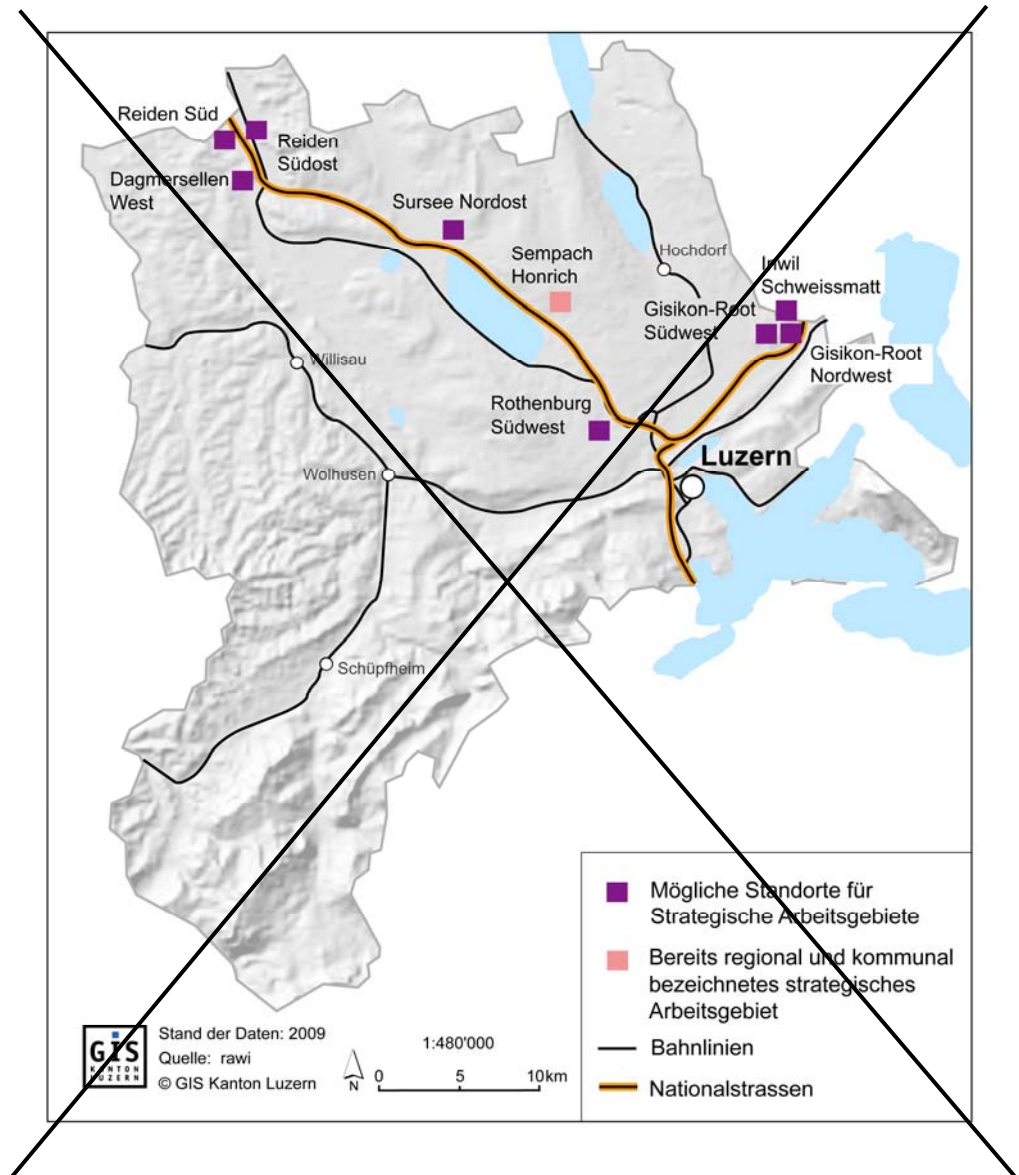 Reiden Süd
Reiden
Südost
Dagmersellen
West
Sursee Nordost
Sempach
Honrich
Hochdorf
Inwil
Schweissmatt
Gisikon-Root
Südwest
Gisikon-Root
Nordwest
Willisau
Rothenburg
Südwest
Luzern
Wolhusen
Schüpfheim
Mögliche Standorte für
Strategische Arbeitsgebiete
Bereits regional und kommunal
bezeichnetes strategisches
Arbeitsgebiet
Bahnlinien
Nationalstrassen
GIS
KANTON
LUZERN
Stand der Daten: 2009
Quelle: rawi
© GIS Kanton Luzern
N
1:480'000
0 5 10km